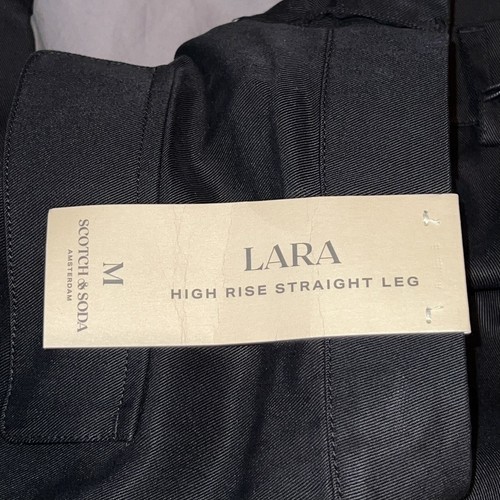 LARA
HIGH RISE STRAIGHT LEG
M
SCOTCH & SODA
AMSTERDAM